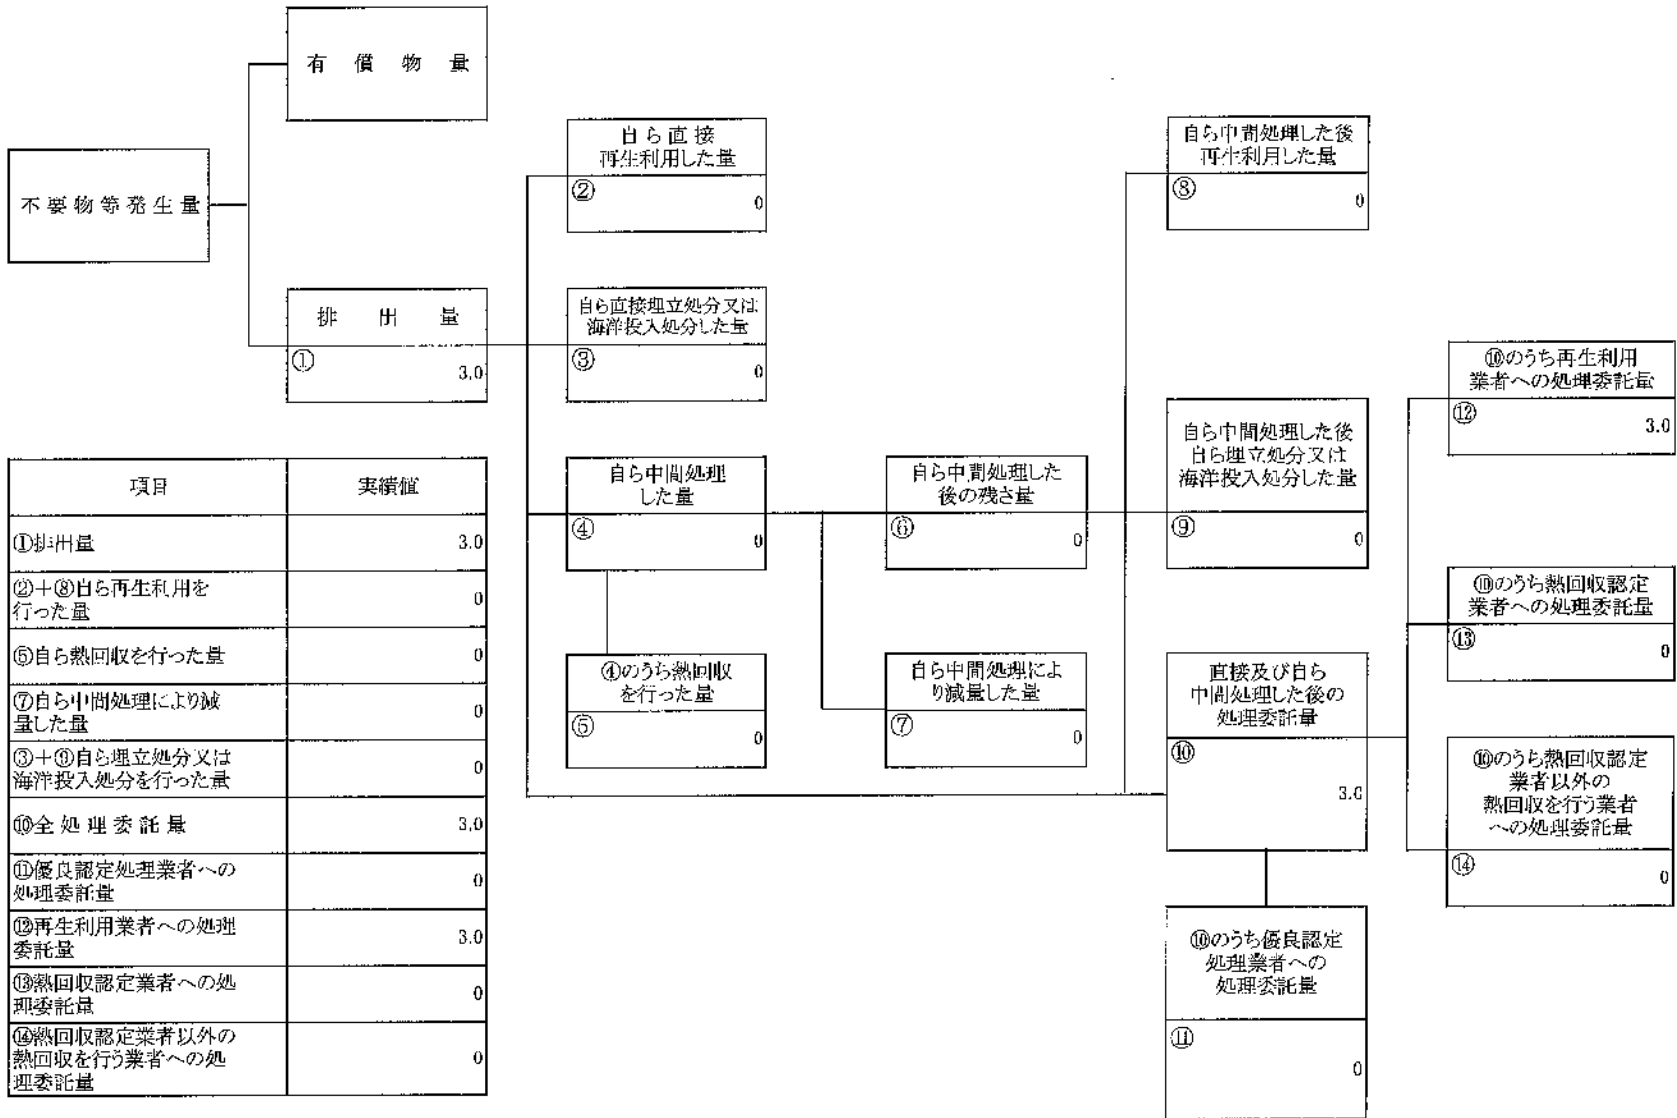 有償物量
不要物等発生量
排出量
①
3.0
自ら直接
再生利用した量
②
0
自ら直接埋立処分又は
海洋投入処分した量
③
0
自ら中間処理
した量
④
0
④のうち熱回収
を行った量
⑤
0
自ら中間処理した
後の残さ量
⑥
0
自ら中間処理によ
り減量した量
⑦
0
自ら中間処理した後
再生利用した量
⑧
0
自ら中間処理した後
自ら埋立処分又は
海洋投入処分した量
⑨
0
直接及び自ら
中間処理した後の
処理委託量
⑩
3.0
⑩のうち優良認定
処理業者への
処理委託量
⑪
0
⑩のうち再生利用
業者への処理委託量
⑫
3.0
⑩のうち熱回収認定
業者への処理委託量
⑬
0
⑩のうち熱回収認定
業者以外の
熱回収を行う業者
への処理委託量
⑭
0
項目 実績値
①排出量 3.0
②+⑧自ら再生利用を
行った量 0
⑤自ら熱回収を行った量 0
⑦自ら中間処理により減
量した量 0
③+⑨自ら埋立処分又は
海洋投入処分を行った量 0
⑩全処理委託量 3.0
⑪優良認定処理業者への
処理委託量 0
⑫再生利用業者への処理
委託量 3.0
⑬熱回収認定業者への処
理委託量 0
⑭熱回収認定業者以外の
熱回収を行う業者への処
理委託量 0